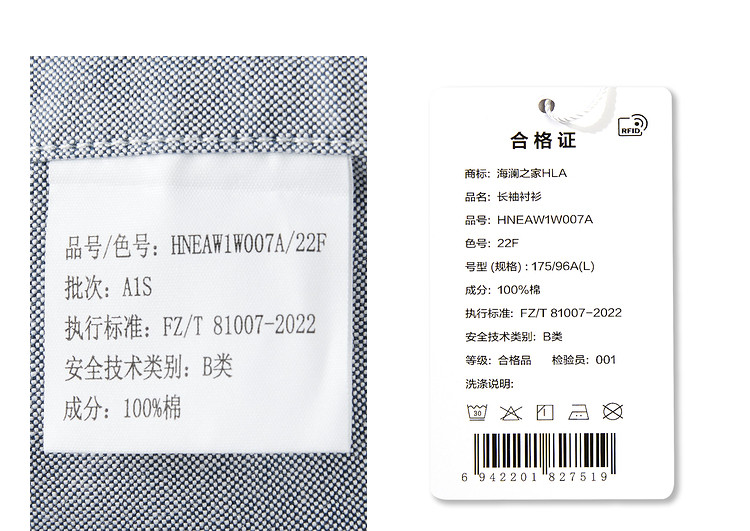 品号/色号: HNEAW1W007A/22F
批次: A1S
执行标准: FZ/T 81007-2022
安全技术类别: B类
成分: 100%棉
RFID
合格证
商标: 海澜之家HLA
品名: 长袖衬衫
品号: HNEAW1W007A
色号: 22F
号型 (规格) : 175/96A(L)
成分: 100%棉
执行标准: FZ/T 81007-2022
安全技术类别: B类
等级: 合格品 检验员: 001
洗涤说明:
30
6 942201 827519